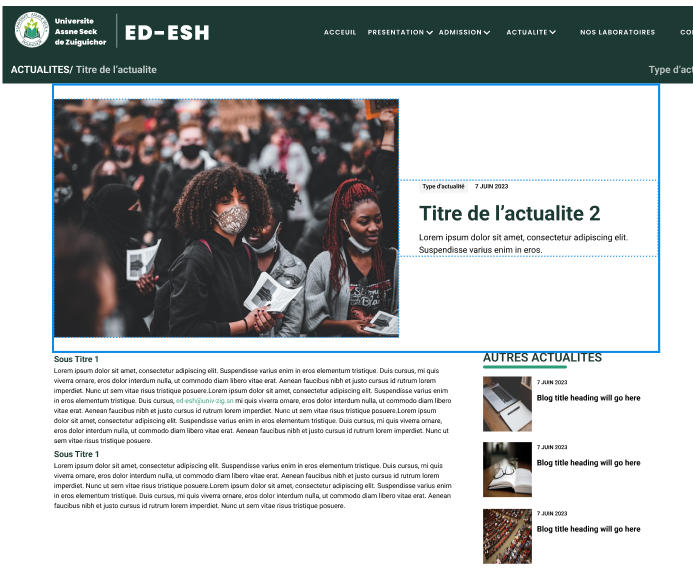 Universite
Assne Seck
de Zuiguichor
ED-ESH
ACCEUIL PRESENTATION ADMISSION ACTUALITE NOS LABORATOIRES
ACTUALITES/ Titre de l'actualite
Type d'act
Type d'actualité 7 JUIN 2023
Titre de l'actualite 2
Lorem ipsum dolor sit amet, consectetur adipiscing elit.
Suspendisse varius enim in eros.
Sous Titre 1
Lorem ipsum dolor sit amet, consectetur adipiscing elit. Suspendisse varius enim in eros elementum tristique. Duis cursus, mi quis
viverra ornare, eros dolor interdum nulla, ut commodo diam libero vitae erat. Aenean faucibus nibh et justo cursus id rutrum lorem
imperdiet. Nunc ut sem vitae risus tristique posuere.Lorem ipsum dolor sit amet, consectetur adipiscing elit. Suspendisse varius enim
in eros elementum tristique. Duis cursus, ed-esh@univ-zig.sn mi quis viverra ornare, eros dolor interdum nulla, ut commodo diam libero
vitae erat. Aenean faucibus nibh et justo cursus id rutrum lorem imperdiet. Nunc ut sem vitae risus tristique posuere.Lorem ipsum
dolor sit amet, consectetur adipiscing elit. Suspendisse varius enim in eros elementum tristique. Duis cursus, mi quis viverra ornare,
eros dolor interdum nulla, ut commodo diam libero vitae erat. Aenean faucibus nibh et justo cursus id rutrum lorem imperdiet. Nunc ut
sem vitae risus tristique posuere.
Sous Titre 1
Lorem ipsum dolor sit amet, consectetur adipiscing elit. Suspendisse varius enim in eros elementum tristique. Duis cursus, mi quis
viverra ornare, eros dolor interdum nulla, ut commodo diam libero vitae erat. Aenean faucibus nibh et justo cursus id rutrum lorem
imperdiet. Nunc ut sem vitae risus tristique posuere.Lorem ipsum dolor sit amet, consectetur adipiscing elit. Suspendisse varius enim
in eros elementum tristique. Duis cursus, mi quis viverra ornare, eros dolor interdum nulla, ut commodo diam libero vitae erat. Aenean
faucibus nibh et justo cursus id rutrum lorem imperdiet. Nunc ut sem vitae risus tristique posuere.
AUTRES ACTUALITES
7 JUIN 2023
Blog title heading will go here
7 JUIN 2023
Blog title heading will go here
7 JUIN 2023
Blog title heading will go here